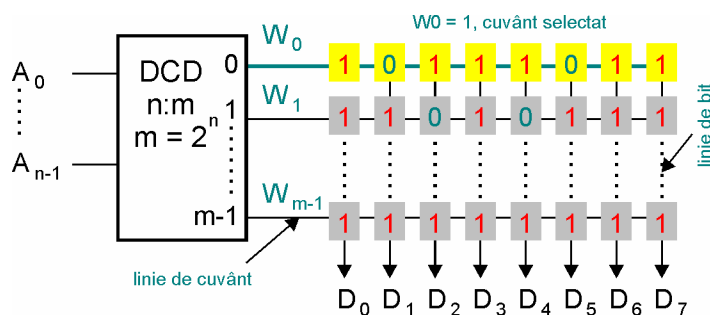 W0 = 1, cuvânt selectat
W0
A0
DCD
n:m
m = 2^n
0
1
m-1
An-1
W1
Wm-1
1 0 1 1 1 0 1 1
1 1 0 1 0 1 1 1
1 1 1 1 1 1 1 1
linie de bit
linie de cuvânt
D0 D1 D2 D3 D4 D5 D6 D7